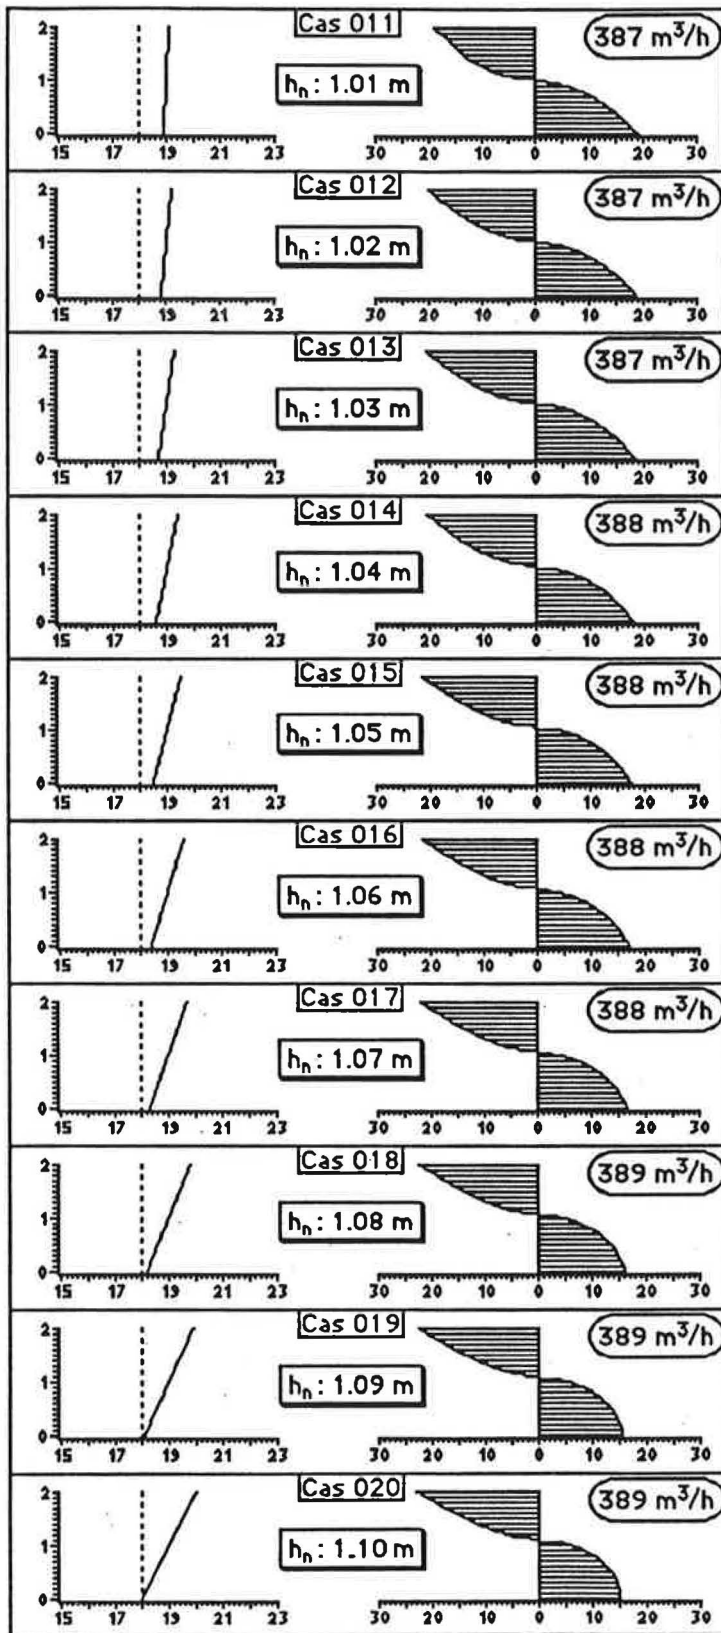 Cas 011
387 m³/h
hₙ: 1.01 m
2
1
0
15 17 19 21 23
30 20 10 0 10 20 30
Cas 012
387 m³/h
hₙ: 1.02 m
2
1
0
15 17 19 21 23
30 20 10 0 10 20 30
Cas 013
387 m³/h
hₙ: 1.03 m
2
1
0
15 17 19 21 23
30 20 10 0 10 20 30
Cas 014
388 m³/h
hₙ: 1.04 m
2
1
0
15 17 19 21 23
30 20 10 0 10 20 30
Cas 015
388 m³/h
hₙ: 1.05 m
2
1
0
15 17 19 21 23
30 20 10 0 10 20 30
Cas 016
388 m³/h
hₙ: 1.06 m
2
1
0
15 17 19 21 23
30 20 10 0 10 20 30
Cas 017
388 m³/h
hₙ: 1.07 m
2
1
0
15 17 19 21 23
30 20 10 0 10 20 30
Cas 018
389 m³/h
hₙ: 1.08 m
2
1
0
15 17 19 21 23
30 20 10 0 10 20 30
Cas 019
389 m³/h
hₙ: 1.09 m
2
1
0
15 17 19 21 23
30 20 10 0 10 20 30
Cas 020
389 m³/h
hₙ: 1.10 m
2
1
0
15 17 19 21 23
30 20 10 0 10 20 30